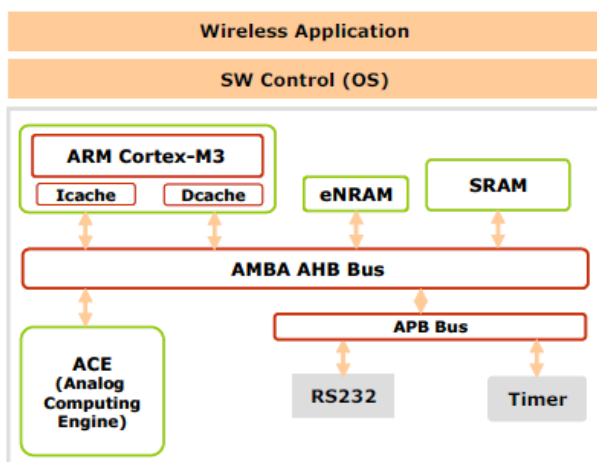 Wireless Application
SW Control (OS)
ARM Cortex-M3
Icache
Dcache
eNRAM
SRAM
AMBA AHB Bus
APB Bus
ACE
(Analog
Computing
Engine)
RS232
Timer